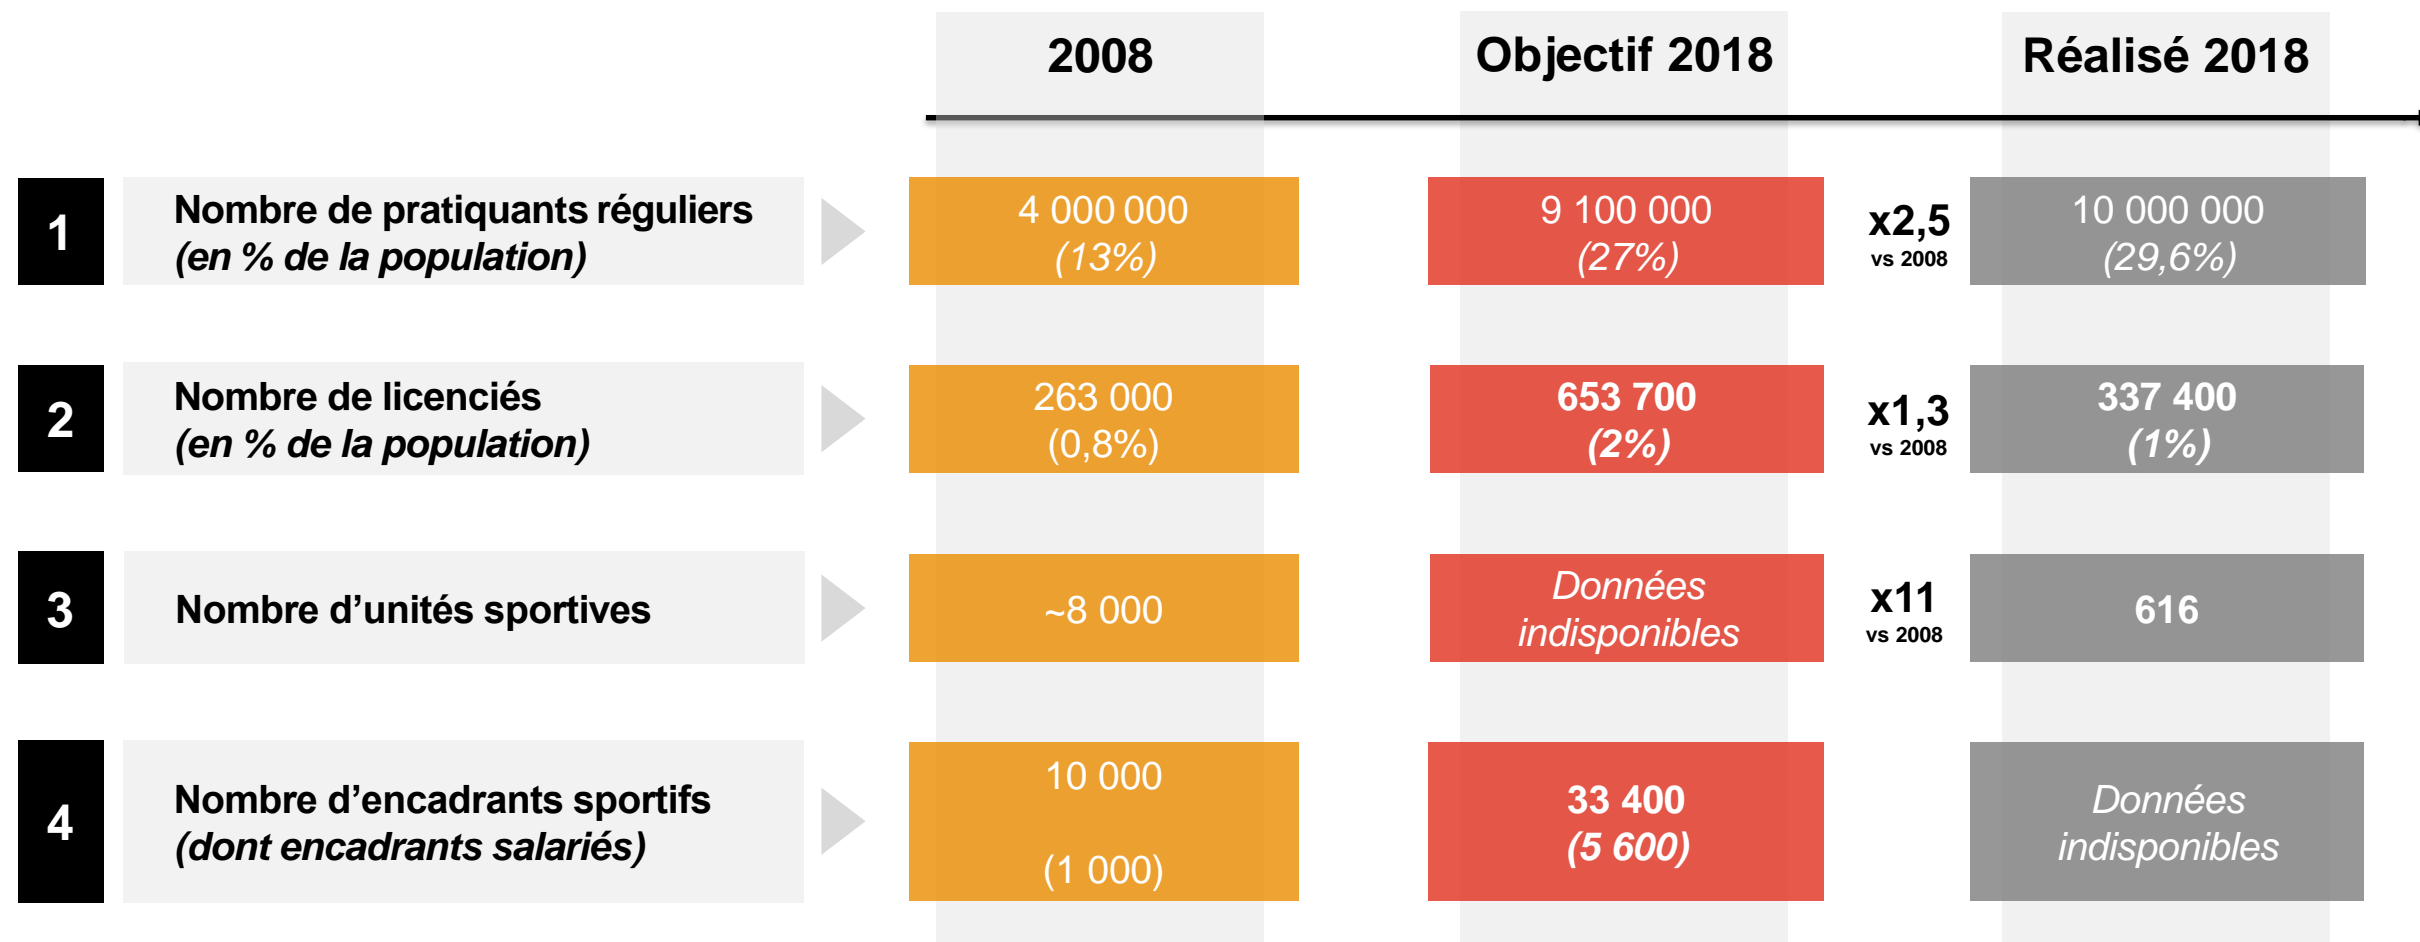 2008
Objectif 2018
Réalisé 2018
1
Nombre de pratiquants réguliers
(en % de la population)
4 000 000
(13%)
9 100 000
(27%)
x2,5
vs 2008
10 000 000
(29,6%)
2
Nombre de licenciés
(en % de la population)
263 000
(0,8%)
653 700
(2%)
x1,3
vs 2008
337 400
(1%)
3
Nombre d’unités sportives
~8 000
Données
indisponibles
x11
vs 2008
616
4
Nombre d’encadrants sportifs
(dont encadrants salariés)
10 000
(1 000)
33 400
(5 600)
Données
indisponibles